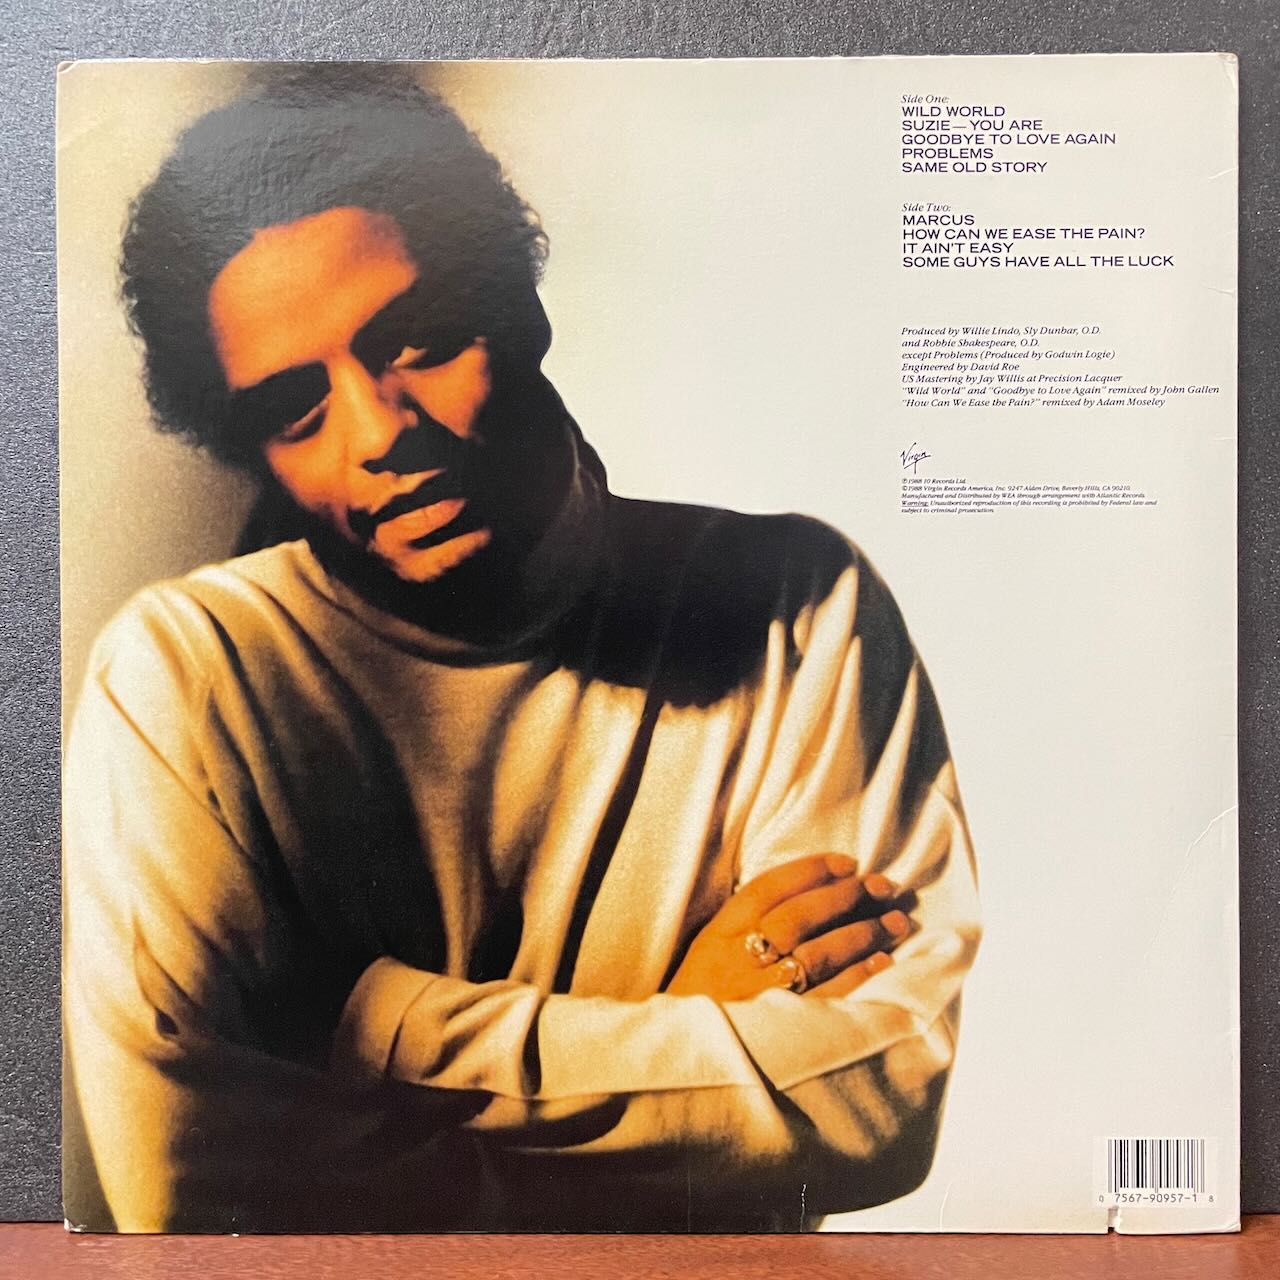 Side One:
WILD WORLD
SUZIE — YOU ARE
GOODBYE TO LOVE AGAIN
PROBLEMS
SAME OLD STORY
Side Two:
MARCUS
HOW CAN WE EASE THE PAIN?
IT AIN'T EASY
SOME GUYS HAVE ALL THE LUCK
Produced by Willie Lindo, Sly Dunbar, O.D.
and Robbie Shakespeare, O.D.
except Problems (Produced by Godwin Logie)
Engineered by David Roe
US Mastering by Jay Willis at Precision Lacquer
"Wild World" and "Goodbye to Love Again" remixed by John Gallen
"How Can We Ease the Pain?" remixed by Adam Moseley
Virgin
℗ 1988 10 Records Ltd.
© 1988 Virgin Records America, Inc. 9247 Alden Drive, Beverly Hills, CA 90210.
Manufactured and Distributed by WEA through arrangement with Atlantic Records.
Warning: Unauthorized reproduction of this recording is prohibited by Federal law and
subject to criminal prosecution.
0 7567-90957-1 8